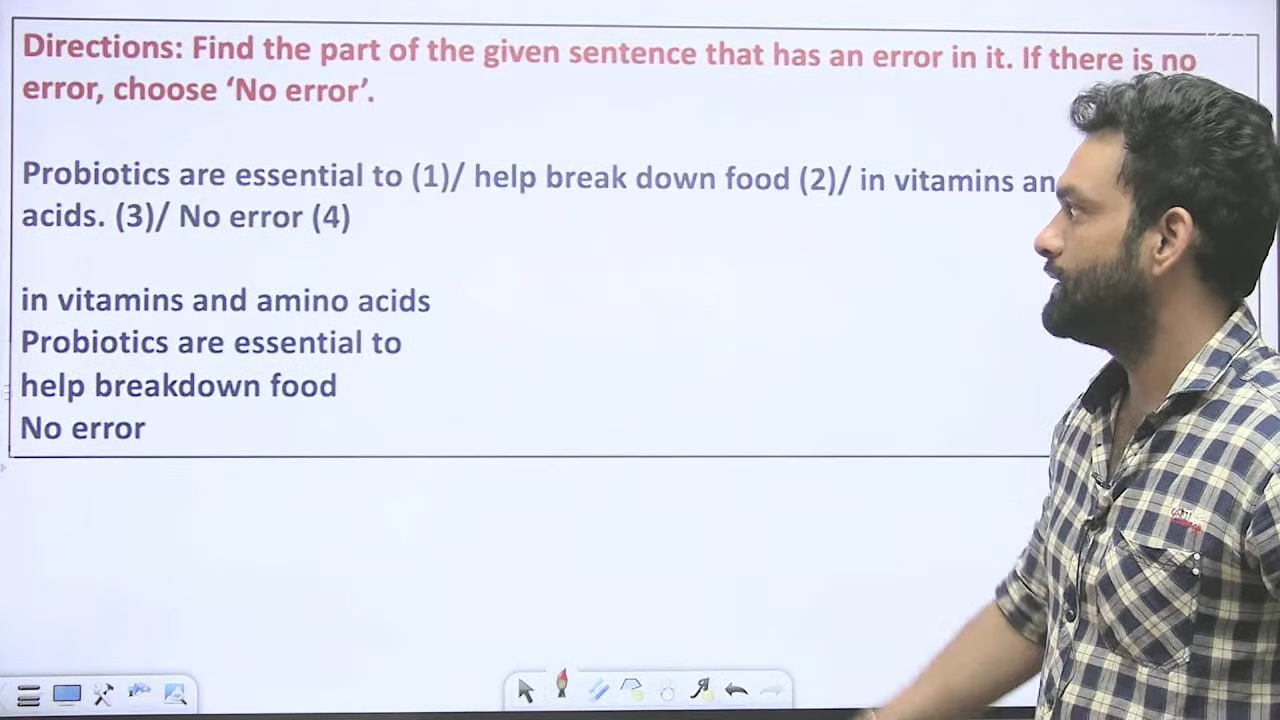 Directions: Find the part of the given sentence that has an error in it. If there is no
error, choose ‘No error’.
Probiotics are essential to (1)/ help break down food (2)/ in vitamins an
acids. (3)/ No error (4)
in vitamins and amino acids
Probiotics are essential to
help breakdown food
No error